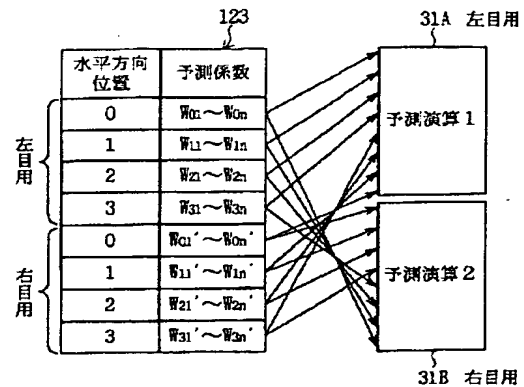 123
31A 左目用
水平方向位置 予測係数
左目用
0 W01～W0n
1 W11～W1n
2 W21～W2n
3 W31～W3n
右目用
0 W01′～W0n′
1 W11′～W1n′
2 W21′～W2n′
3 W31′～W3n′
予測演算1
予測演算2
31B 右目用